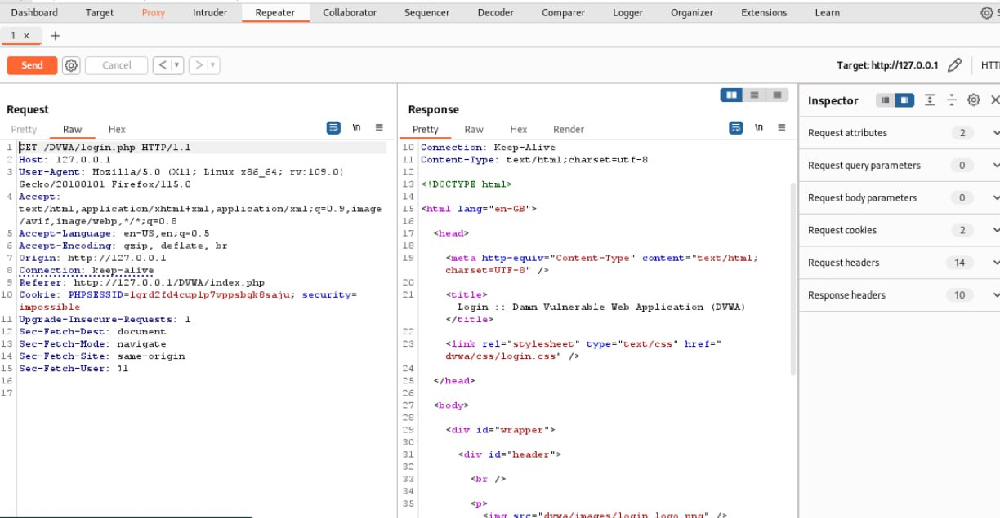 Dashboard Target Proxy Intruder Repeater Collaborator Sequencer Decoder Comparer Logger Organizer Extensions Learn
1 × +
Send Cancel < > Target: http://127.0.0.1
Request
Pretty Raw Hex \n
1 GET /DVWA/login.php HTTP/1.1
2 Host: 127.0.0.1
3 User-Agent: Mozilla/5.0 (X11; Linux x86_64; rv:109.0)
Gecko/20100101 Firefox/115.0
4 Accept:
text/html,application/xhtml+xml,application/xml;q=0.9,image
/avif,image/webp,*/*;q=0.8
5 Accept-Language: en-US,en;q=0.5
6 Accept-Encoding: gzip, deflate, br
7 Origin: http://127.0.0.1
8 Connection: keep-alive
9 Referer: http://127.0.0.1/DVWA/index.php
10 Cookie: PHPSESSID=1grd2fd4cup1p7vppsbgk8saju; security=
impossible
11 Upgrade-Insecure-Requests: 1
12 Sec-Fetch-Dest: document
13 Sec-Fetch-Mode: navigate
14 Sec-Fetch-Site: same-origin
15 Sec-Fetch-User: ?1
16
17
Response
Pretty Raw Hex Render \n
10 Connection: Keep-Alive
11 Content-Type: text/html;charset=utf-8
12
13 <!DOCTYPE html>
14
15 <html lang="en-GB">
16
17 <head>
18
19 <meta http-equiv="Content-Type" content="text/html;
charset=UTF-8" />
20
21 <title>
Login :: Damn Vulnerable Web Application (DVWA)
</title>
22
23 <link rel="stylesheet" type="text/css" href="
dvwa/css/login.css" />
24
25 </head>
26
27 <body>
28
29 <div id="wrapper">
30
31 <div id="header">
32
33 <br />
34
35 <p>
<img src="dvwa/images/login_logo.png" />
Inspector
Request attributes 2
Request query parameters 0
Request body parameters 0
Request cookies 2
Request headers 14
Response headers 10